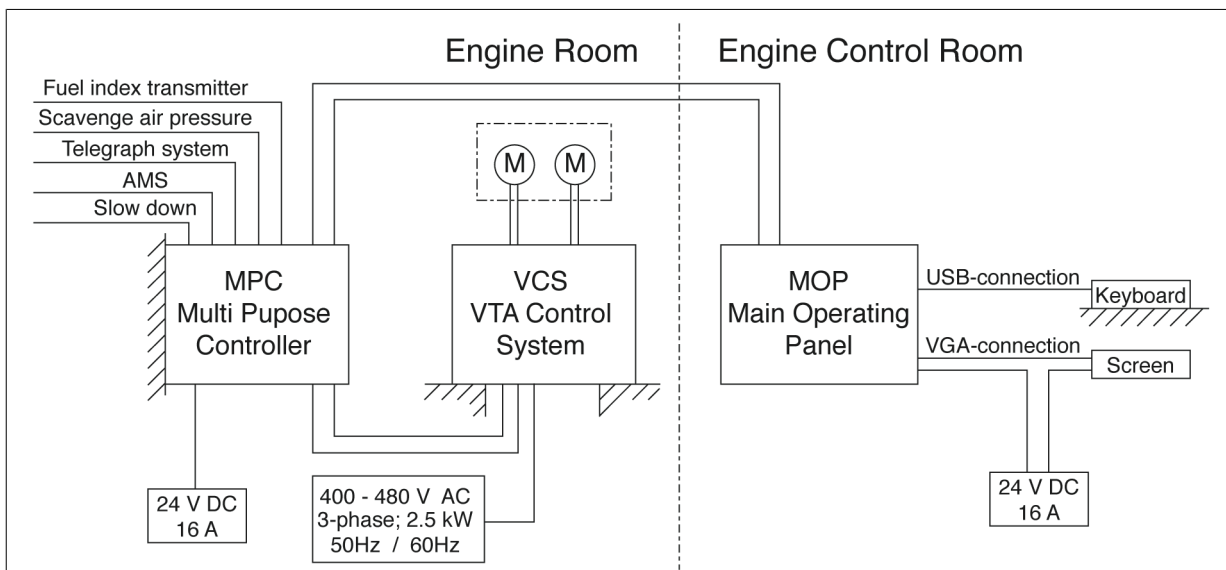 Engine Room
Engine Control Room
Fuel index transmitter
Scavenge air pressure
Telegraph system
AMS
Slow down
M
M
MPC
Multi Pupose
Controller
VCS
VTA Control
System
MOP
Main Operating
Panel
USB-connection
Keyboard
VGA-connection
Screen
24 V DC
16 A
400 - 480 V AC
3-phase; 2.5 kW
50Hz / 60Hz
24 V DC
16 A